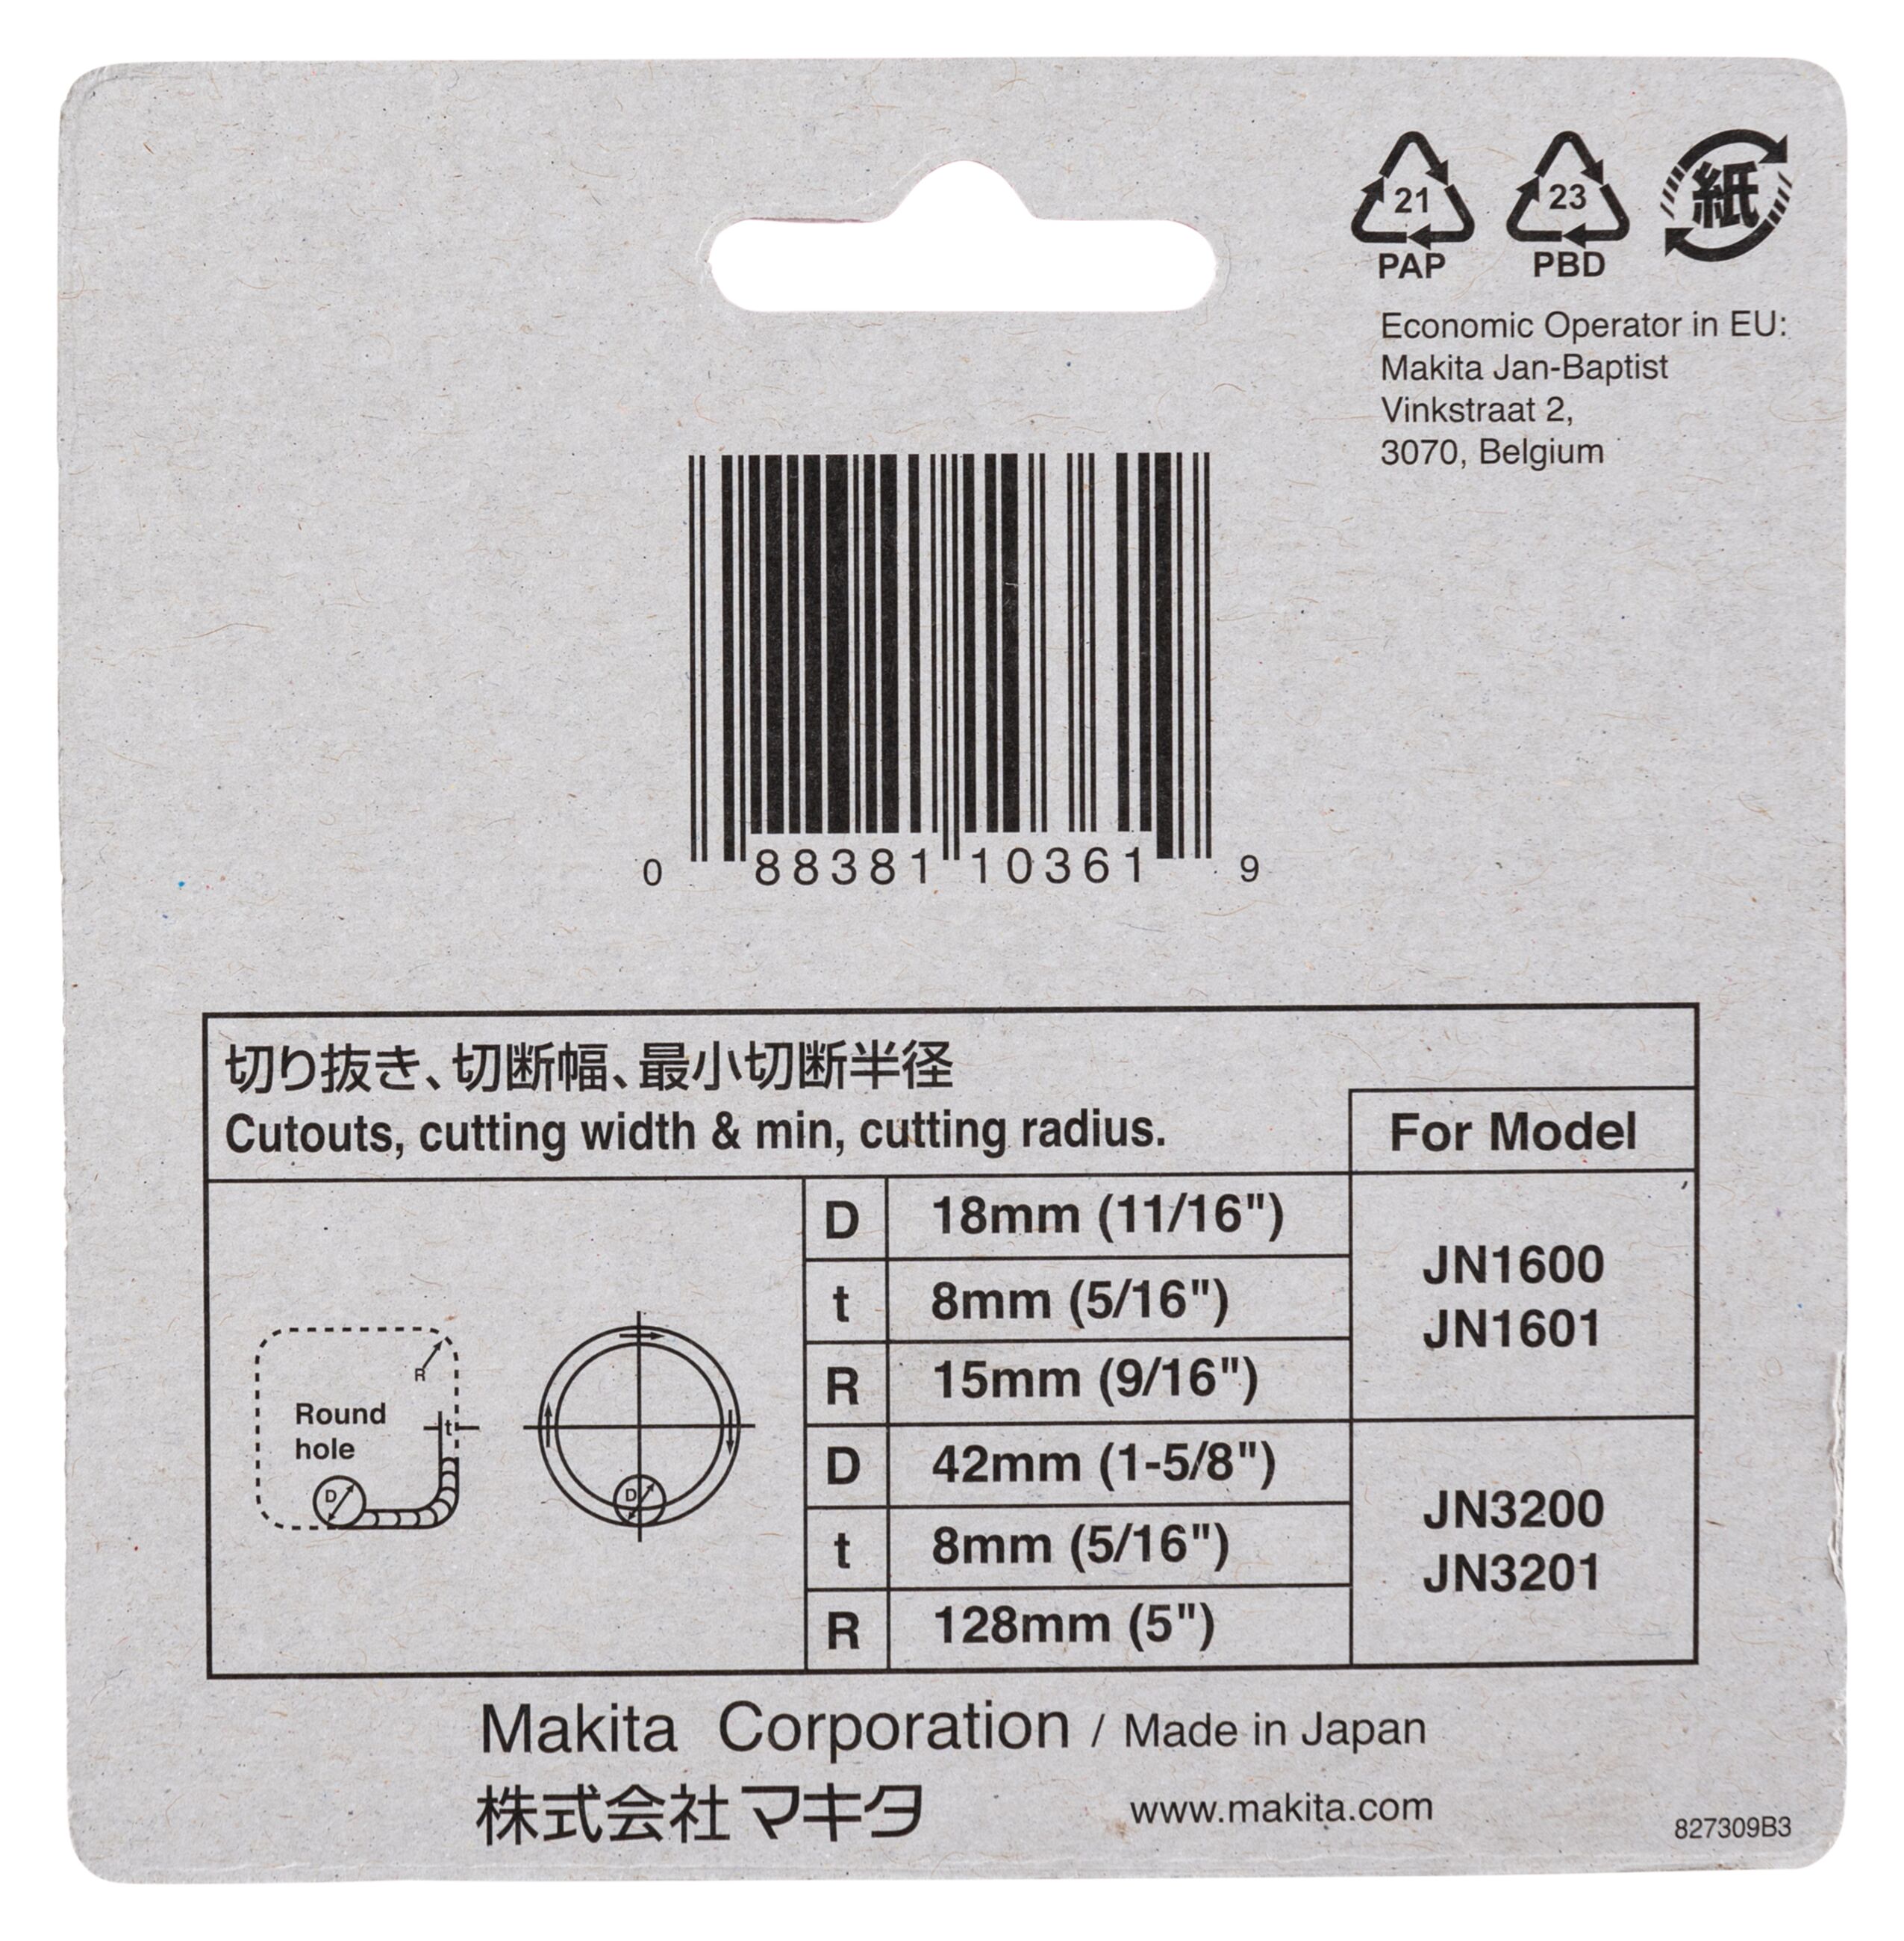 21
PAP
23
PBD
紙
Economic Operator in EU:
Makita Jan-Baptist
Vinkstraat 2,
3070, Belgium
0 88381 10361 9
切り抜き、切断幅、最小切断半径
Cutouts, cutting width & min, cutting radius.
For Model
D 18mm (11/16")
t 8mm (5/16")
R 15mm (9/16")
JN1600
JN1601
D 42mm (1-5/8")
t 8mm (5/16")
R 128mm (5")
JN3200
JN3201
R
Round
hole
t
D
D
Makita Corporation / Made in Japan
株式会社マキタ
www.makita.com
827309B3